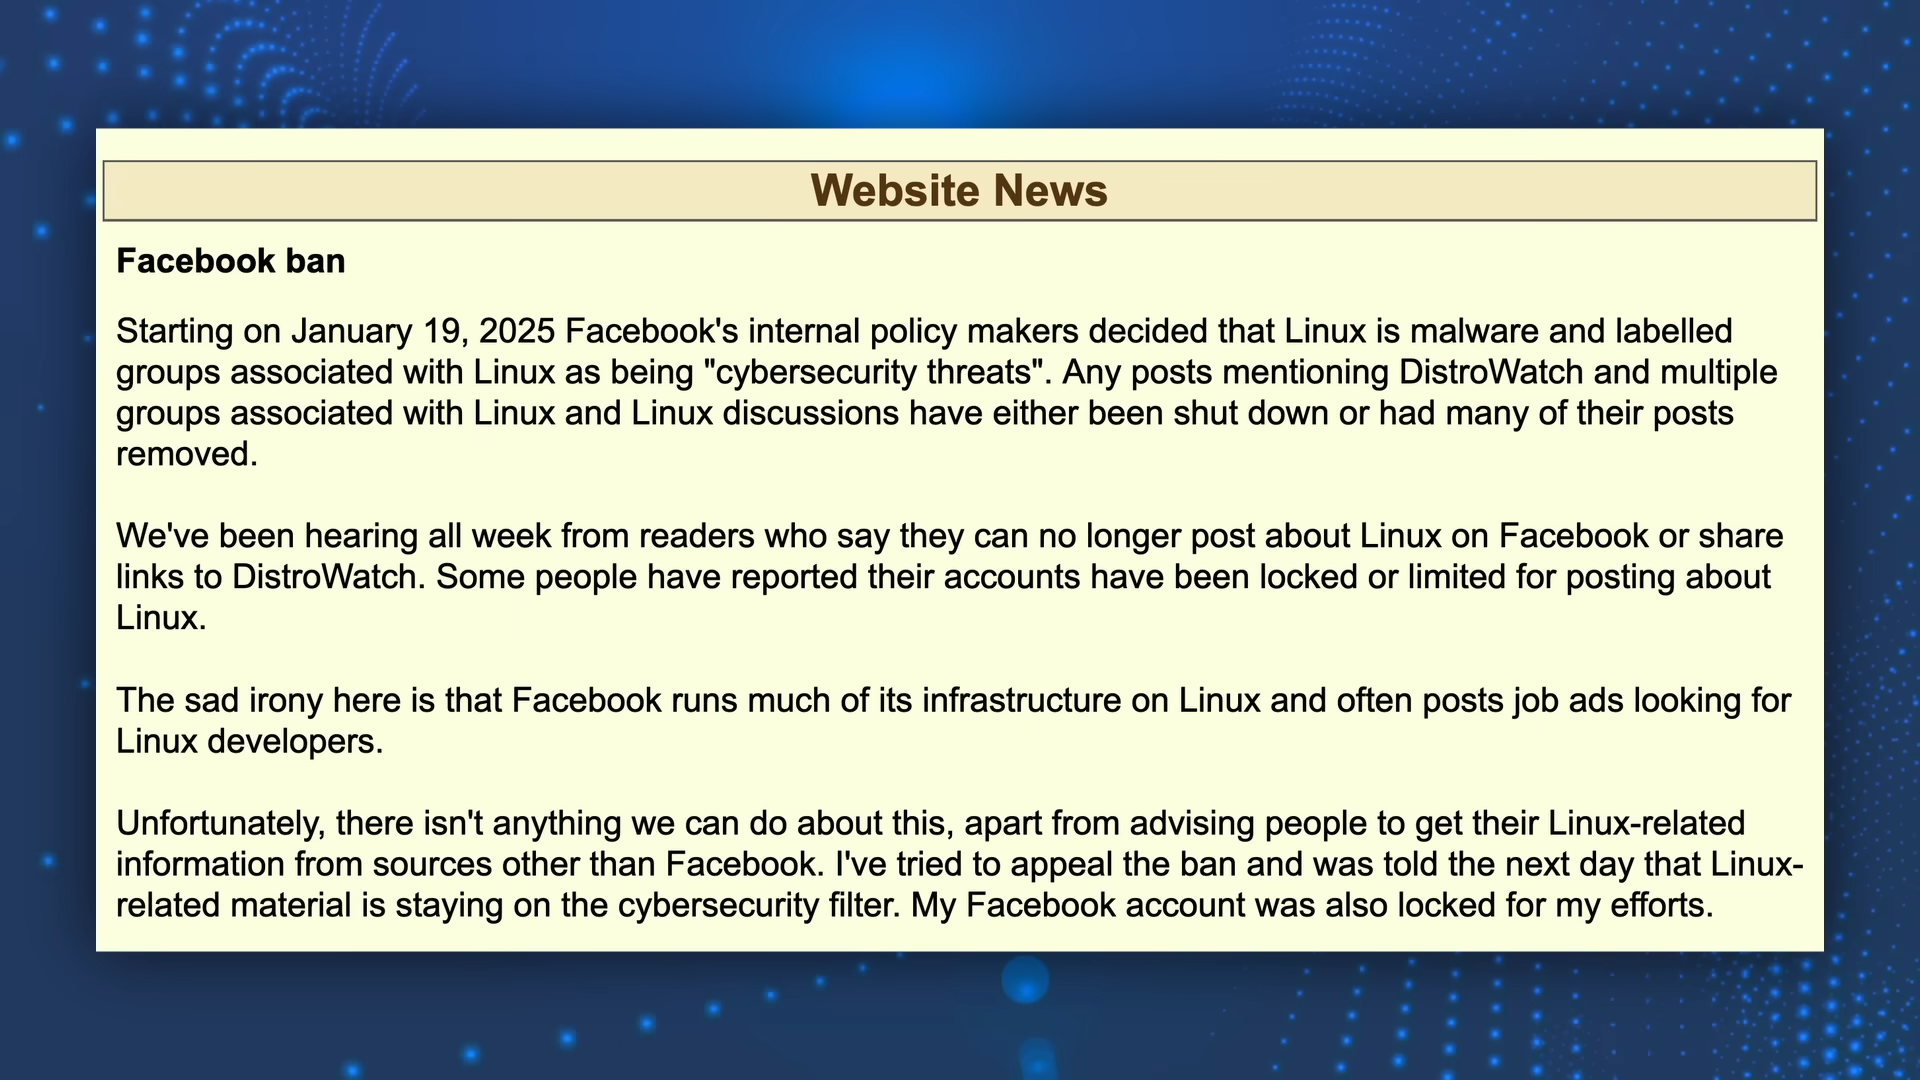 Website News
Facebook ban
Starting on January 19, 2025 Facebook's internal policy makers decided that Linux is malware and labelled
groups associated with Linux as being "cybersecurity threats". Any posts mentioning DistroWatch and multiple
groups associated with Linux and Linux discussions have either been shut down or had many of their posts
removed.
We've been hearing all week from readers who say they can no longer post about Linux on Facebook or share
links to DistroWatch. Some people have reported their accounts have been locked or limited for posting about
Linux.
The sad irony here is that Facebook runs much of its infrastructure on Linux and often posts job ads looking for
Linux developers.
Unfortunately, there isn't anything we can do about this, apart from advising people to get their Linux-related
information from sources other than Facebook. I've tried to appeal the ban and was told the next day that Linux-
related material is staying on the cybersecurity filter. My Facebook account was also locked for my efforts.